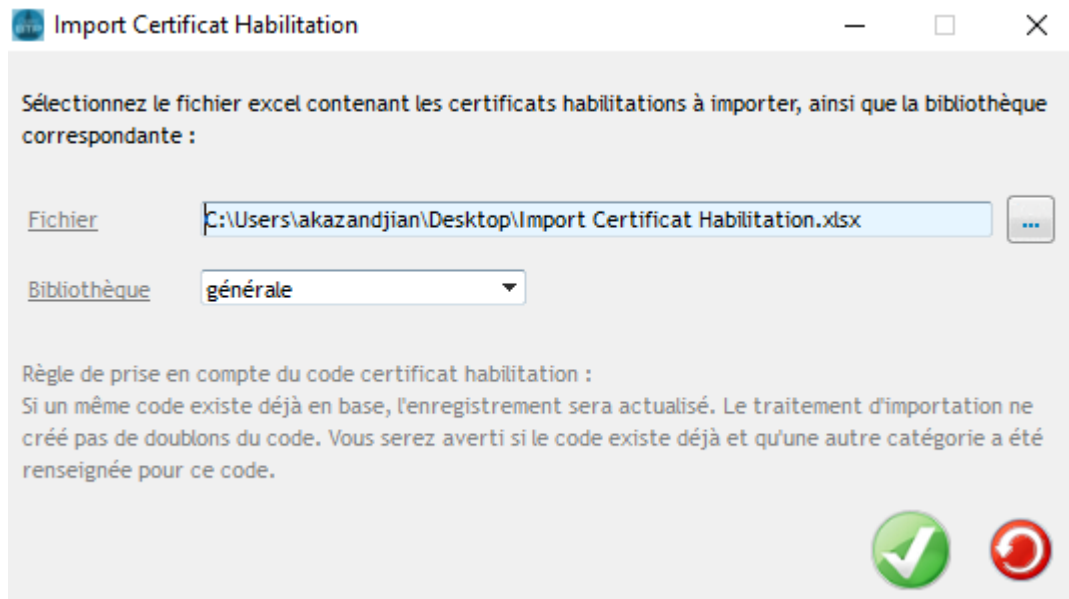 Import Certificat Habilitation
Sélectionnez le fichier excel contenant les certificats habilitations à importer, ainsi que la bibliothèque
correspondante :
Fichier
C:\Users\akazandjian\Desktop\Import Certificat Habilitation.xlsx
...
Bibliothèque
générale
Règle de prise en compte du code certificat habilitation :
Si un même code existe déjà en base, l'enregistrement sera actualisé. Le traitement d'importation ne
créé pas de doublons du code. Vous serez averti si le code existe déjà et qu'une autre catégorie a été
renseignée pour ce code.